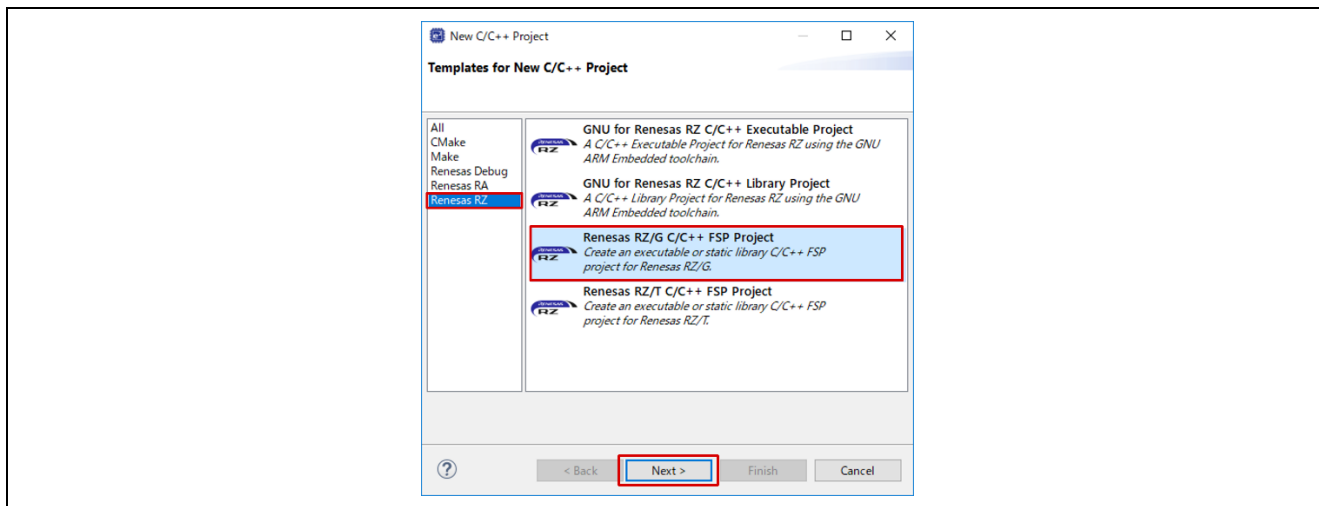 New C/C++ Project
Templates for New C/C++ Project
All
CMake
Make
Renesas Debug
Renesas RA
Renesas RZ
GNU for Renesas RZ C/C++ Executable Project
A C/C++ Executable Project for Renesas RZ using the GNU
ARM Embedded toolchain.
GNU for Renesas RZ C/C++ Library Project
A C/C++ Library Project for Renesas RZ using the GNU
ARM Embedded toolchain.
Renesas RZ/G C/C++ FSP Project
Create an executable or static library C/C++ FSP
project for Renesas RZ/G.
Renesas RZ/T C/C++ FSP Project
Create an executable or static library C/C++ FSP
project for Renesas RZ/T.
RZ
RZ
RZ
RZ
?
< Back
Next >
Finish
Cancel